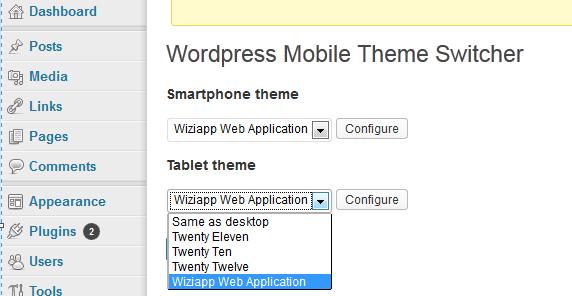 Dashboard
Posts
Media
Links
Pages
Comments
Appearance
Plugins 2
Users
Tools
Wordpress Mobile Theme Switcher
Smartphone theme
Wiziapp Web Application Configure
Tablet theme
Wiziapp Web Application Configure
Same as desktop
Twenty Eleven
Twenty Ten
Twenty Twelve
Wiziapp Web Application